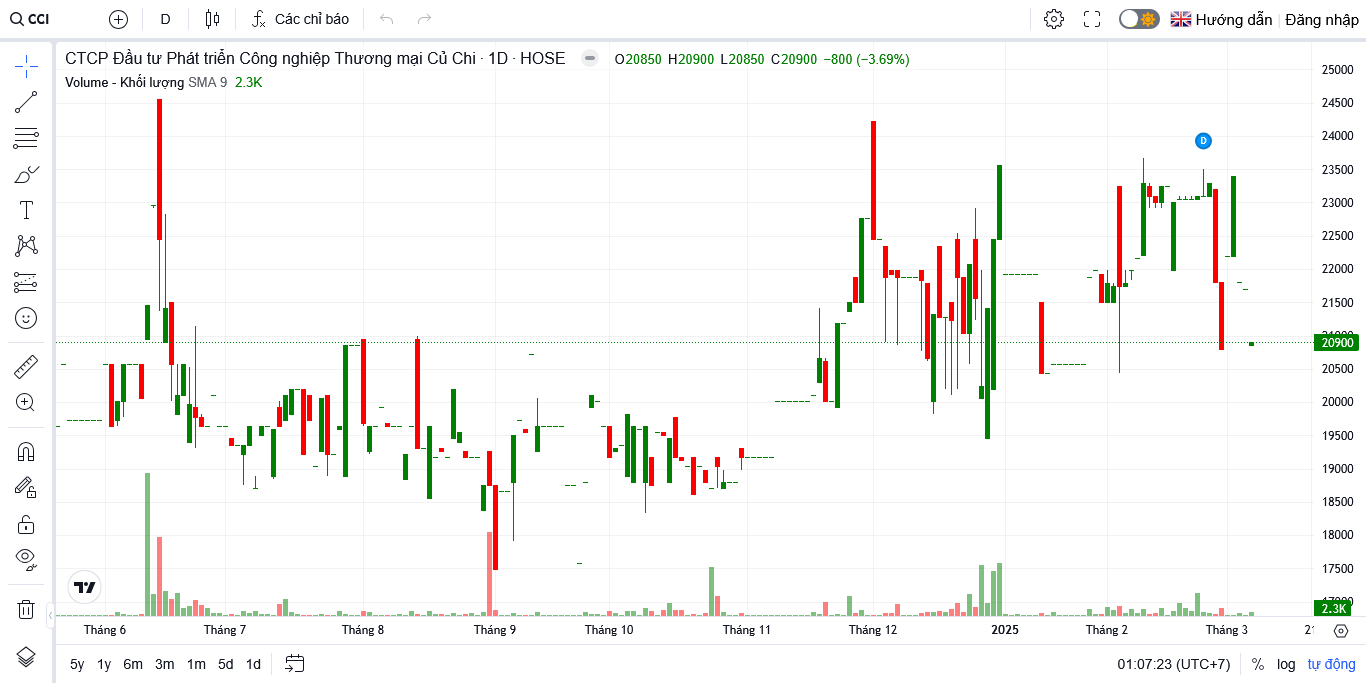 CCI D Các chỉ báo Hướng dẫn Đăng nhập
CTCP Đầu tư Phát triển Công nghiệp Thương mại Củ Chi · 1D · HOSE O20850 H20900 L20850 C20900 −800 (−3.69%)
Volume - Khối lượng SMA 9 2.3K
D
25000
24500
24000
23500
23000
22500
22000
21500
21000
20900
20500
20000
19500
19000
18500
18000
17500
17000
2.3K
Tháng 6 Tháng 7 Tháng 8 Tháng 9 Tháng 10 Tháng 11 Tháng 12 2025 Tháng 2 Tháng 3
5y 1y 6m 3m 1m 5d 1d 01:07:23 (UTC+7) % log tự động